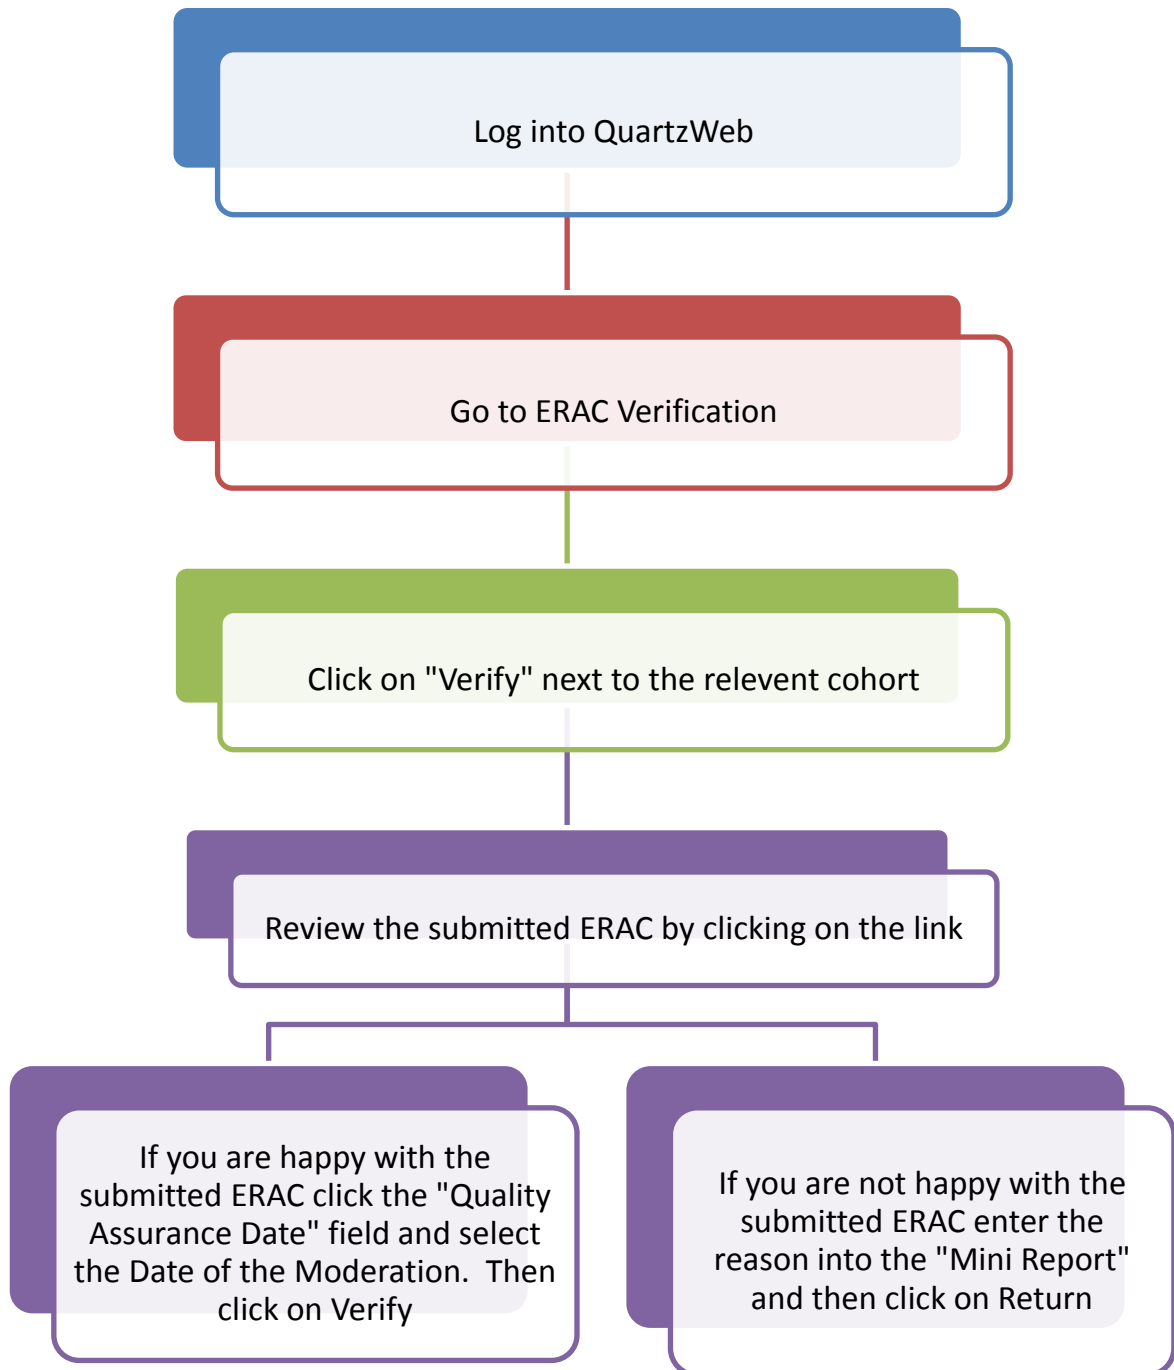 Log into QuartzWeb
Go to ERAC Verification
Click on "Verify" next to the relevent cohort
Review the submitted ERAC by clicking on the link
If you are happy with the
submitted ERAC click the "Quality
Assurance Date" field and select
the Date of the Moderation.  Then
click on Verify
If you are not happy with the
submitted ERAC enter the
reason into the "Mini Report"
and then click on Return